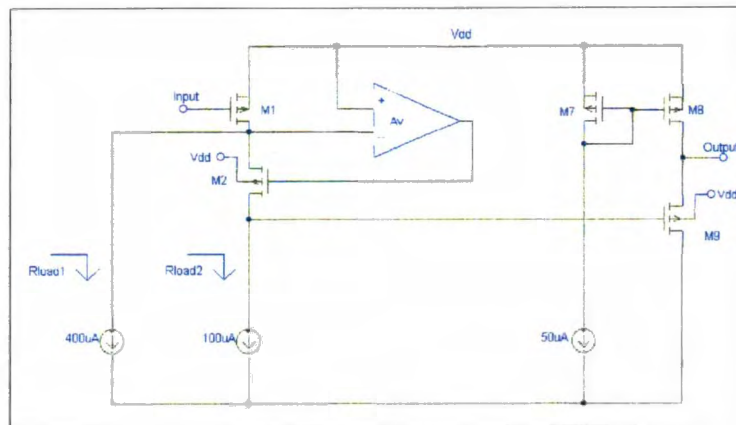 Vdd
Input
M1
+
Av
-
M7
M8
Output
Vdd
M2
Vdd
M9
Rload1
Rload2
400uA
100uA
50uA